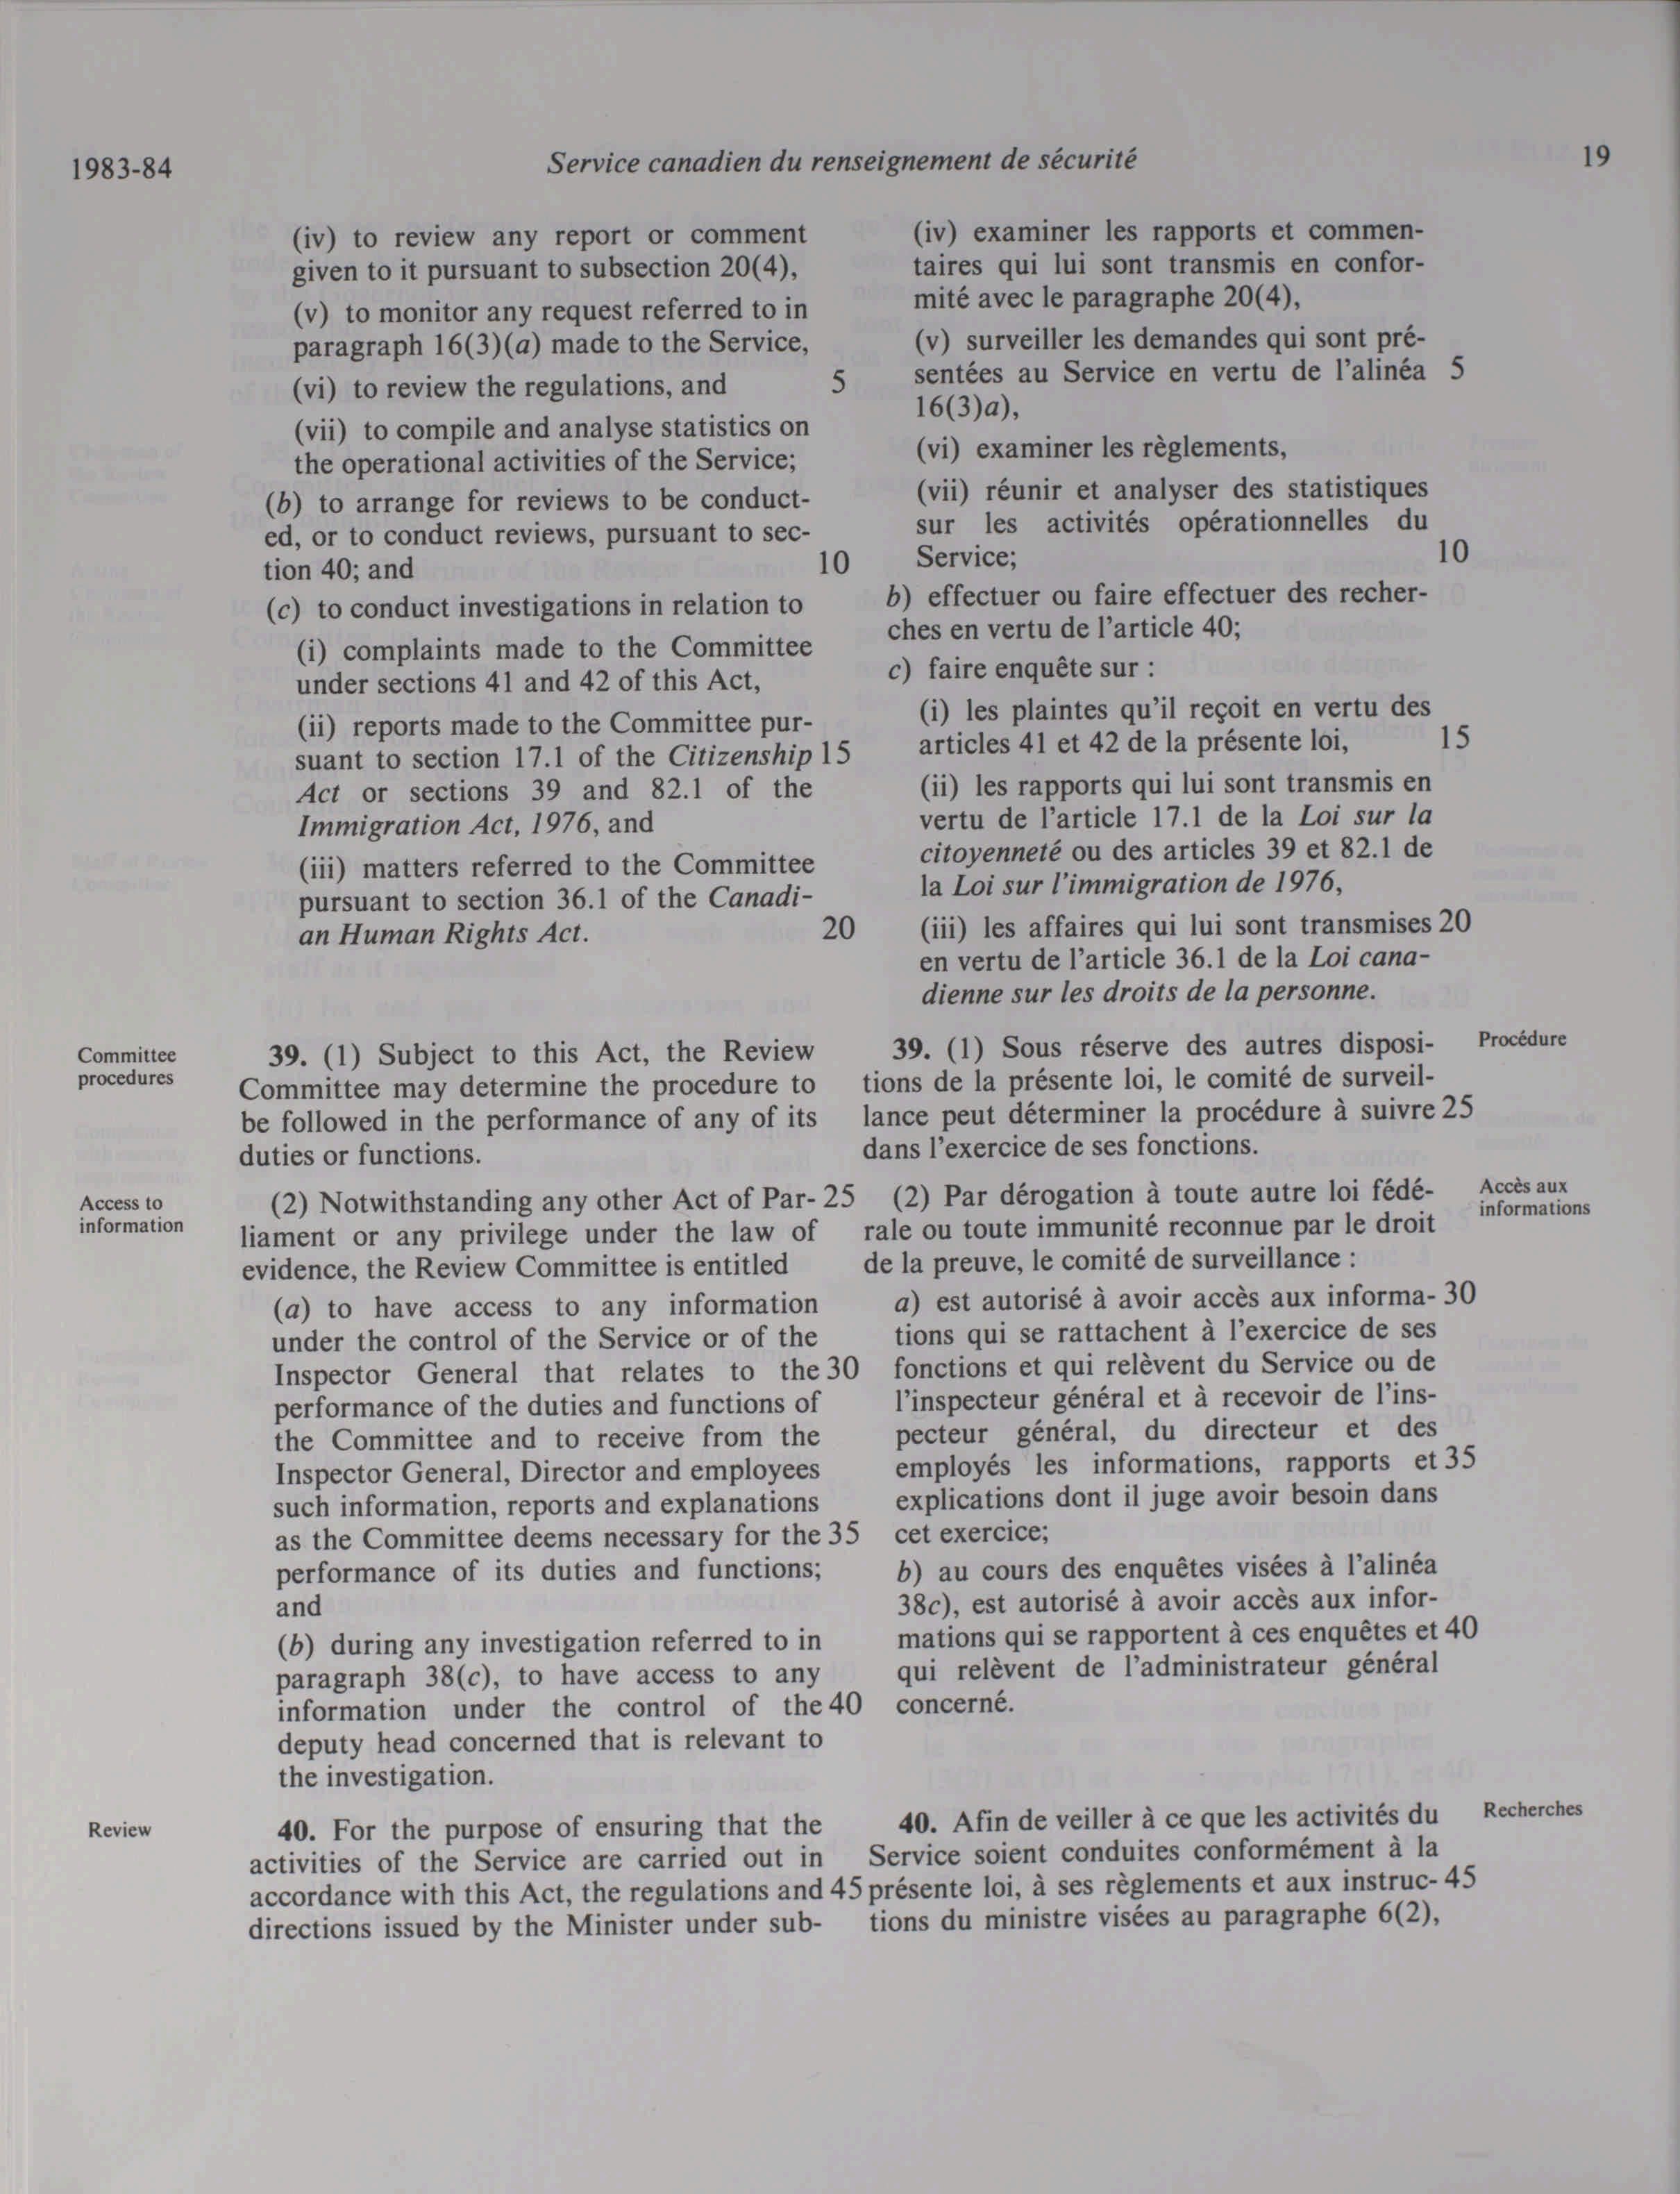 1983-84
Service canadien du renseignement de sécurité
19
(iv) to review any report or comment
given to it pursuant to subsection 20(4),
(v) to monitor any request referred to in
paragraph 16(3)(a) made to the Service,
(vi) to review the regulations, and 5
(vii) to compile and analyse statistics on
the operational activities of the Service;
(b) to arrange for reviews to be conduct-
ed, or to conduct reviews, pursuant to sec-
tion 40; and 10
(c) to conduct investigations in relation to
(i) complaints made to the Committee
under sections 41 and 42 of this Act,
(ii) reports made to the Committee pur-
suant to section 17.1 of the Citizenship 15
Act or sections 39 and 82.1 of the
Immigration Act, 1976, and
(iii) matters referred to the Committee
pursuant to section 36.1 of the Canadi-
an Human Rights Act. 20
Committee
procedures
39. (1) Subject to this Act, the Review
Committee may determine the procedure to
be followed in the performance of any of its
duties or functions.
Access to
information
(2) Notwithstanding any other Act of Par- 25
liament or any privilege under the law of
evidence, the Review Committee is entitled
(a) to have access to any information
under the control of the Service or of the
Inspector General that relates to the 30
performance of the duties and functions of
the Committee and to receive from the
Inspector General, Director and employees
such information, reports and explanations
as the Committee deems necessary for the 35
performance of its duties and functions;
and
(b) during any investigation referred to in
paragraph 38(c), to have access to any
information under the control of the 40
deputy head concerned that is relevant to
the investigation.
Review
40. For the purpose of ensuring that the
activities of the Service are carried out in
accordance with this Act, the regulations and 45
directions issued by the Minister under sub-
(iv) examiner les rapports et commen-
taires qui lui sont transmis en confor-
mité avec le paragraphe 20(4),
(v) surveiller les demandes qui sont pré-
sentées au Service en vertu de l'alinéa 5
16(3)a),
(vi) examiner les règlements,
(vii) réunir et analyser des statistiques
sur les activités opérationnelles du
Service; 10
b) effectuer ou faire effectuer des recher-
ches en vertu de l'article 40;
c) faire enquête sur :
(i) les plaintes qu'il reçoit en vertu des
articles 41 et 42 de la présente loi, 15
(ii) les rapports qui lui sont transmis en
vertu de l'article 17.1 de la Loi sur la
citoyenneté ou des articles 39 et 82.1 de
la Loi sur l'immigration de 1976,
(iii) les affaires qui lui sont transmises 20
en vertu de l'article 36.1 de la Loi cana-
dienne sur les droits de la personne.
39. (1) Sous réserve des autres disposi-
tions de la présente loi, le comité de surveil-
lance peut déterminer la procédure à suivre 25
dans l'exercice de ses fonctions.
Procédure
(2) Par dérogation à toute autre loi fédé-
rale ou toute immunité reconnue par le droit
de la preuve, le comité de surveillance :
Accès aux
informations
a) est autorisé à avoir accès aux informa- 30
tions qui se rattachent à l'exercice de ses
fonctions et qui relèvent du Service ou de
l'inspecteur général et à recevoir de l'ins-
pecteur général, du directeur et des
employés les informations, rapports et 35
explications dont il juge avoir besoin dans
cet exercice;
b) au cours des enquêtes visées à l'alinéa
38c), est autorisé à avoir accès aux infor-
mations qui se rapportent à ces enquêtes et 40
qui relèvent de l'administrateur général
concerné.
40. Afin de veiller à ce que les activités du
Service soient conduites conformément à la
présente loi, à ses règlements et aux instruc- 45
tions du ministre visées au paragraphe 6(2),
Recherches